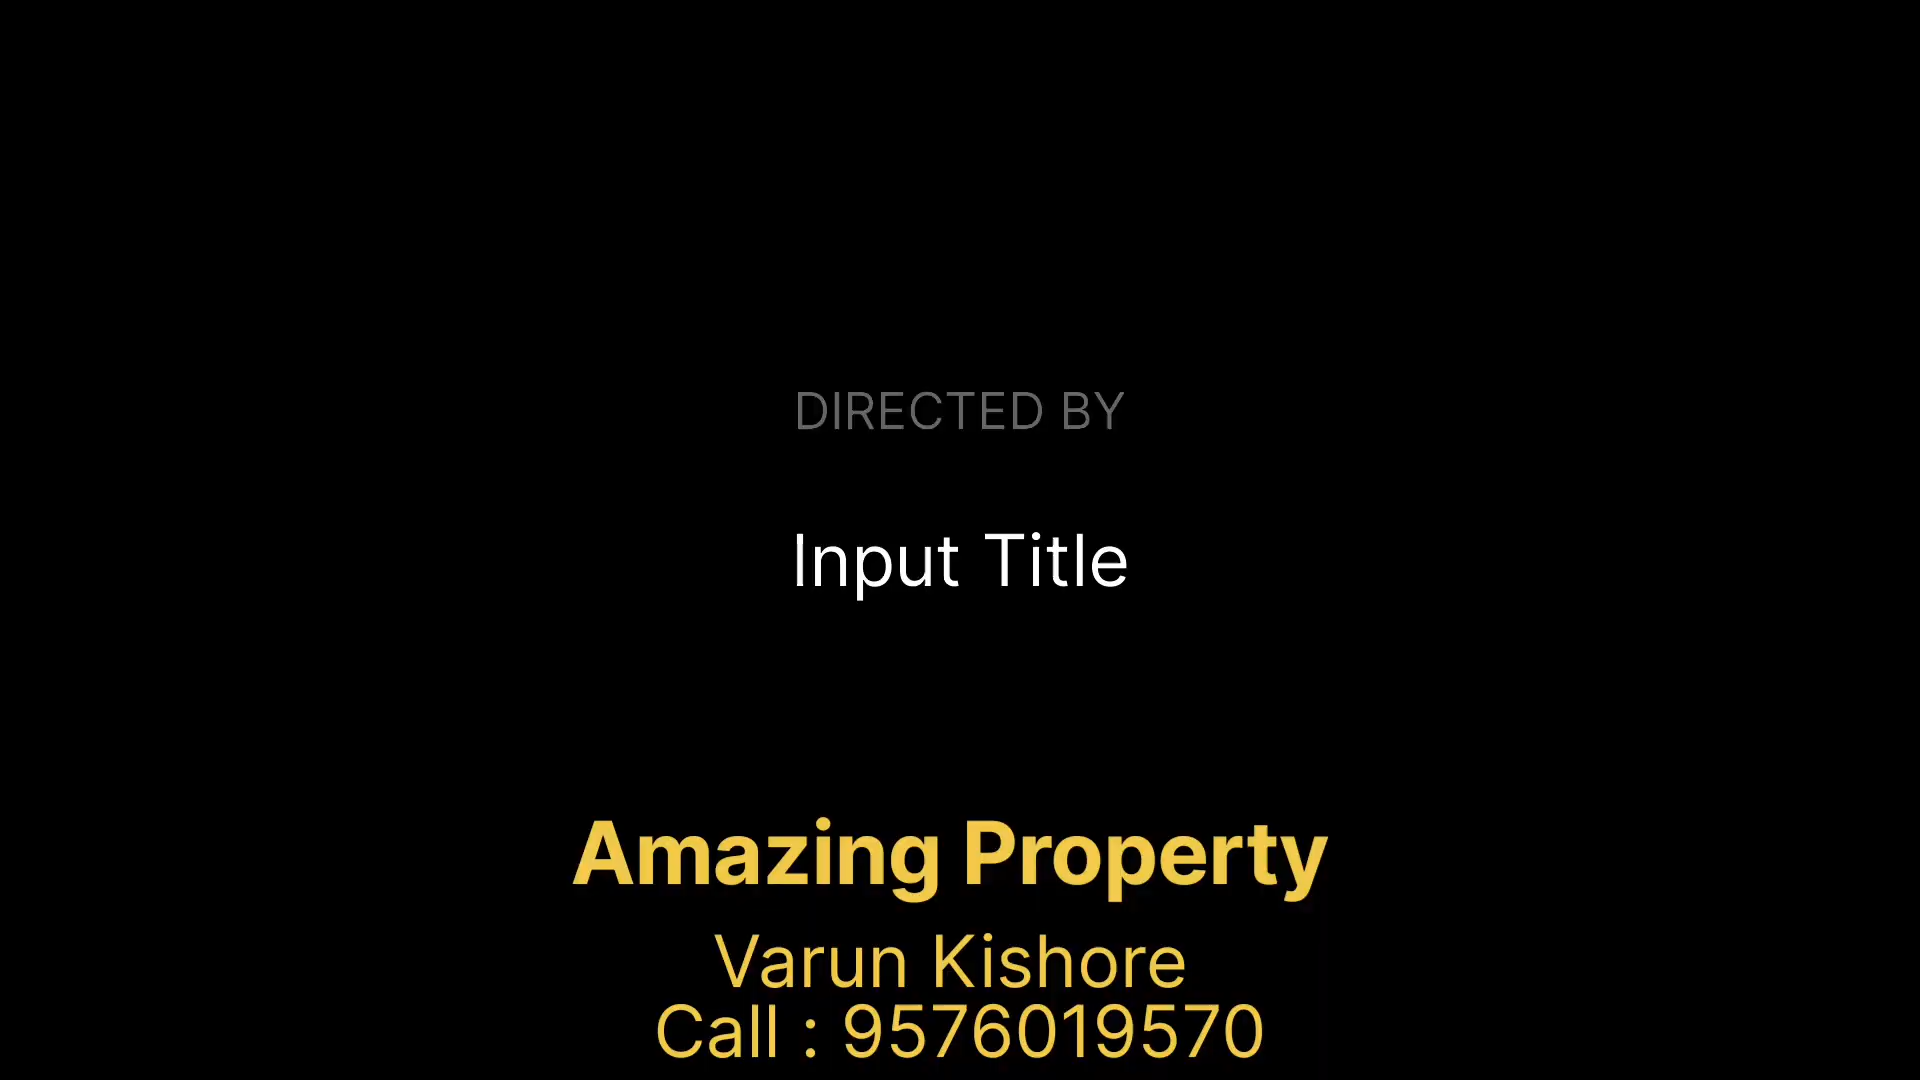 DIRECTED BY
Input Title
Amazing Property
Varun Kishore
Call : 9576019570